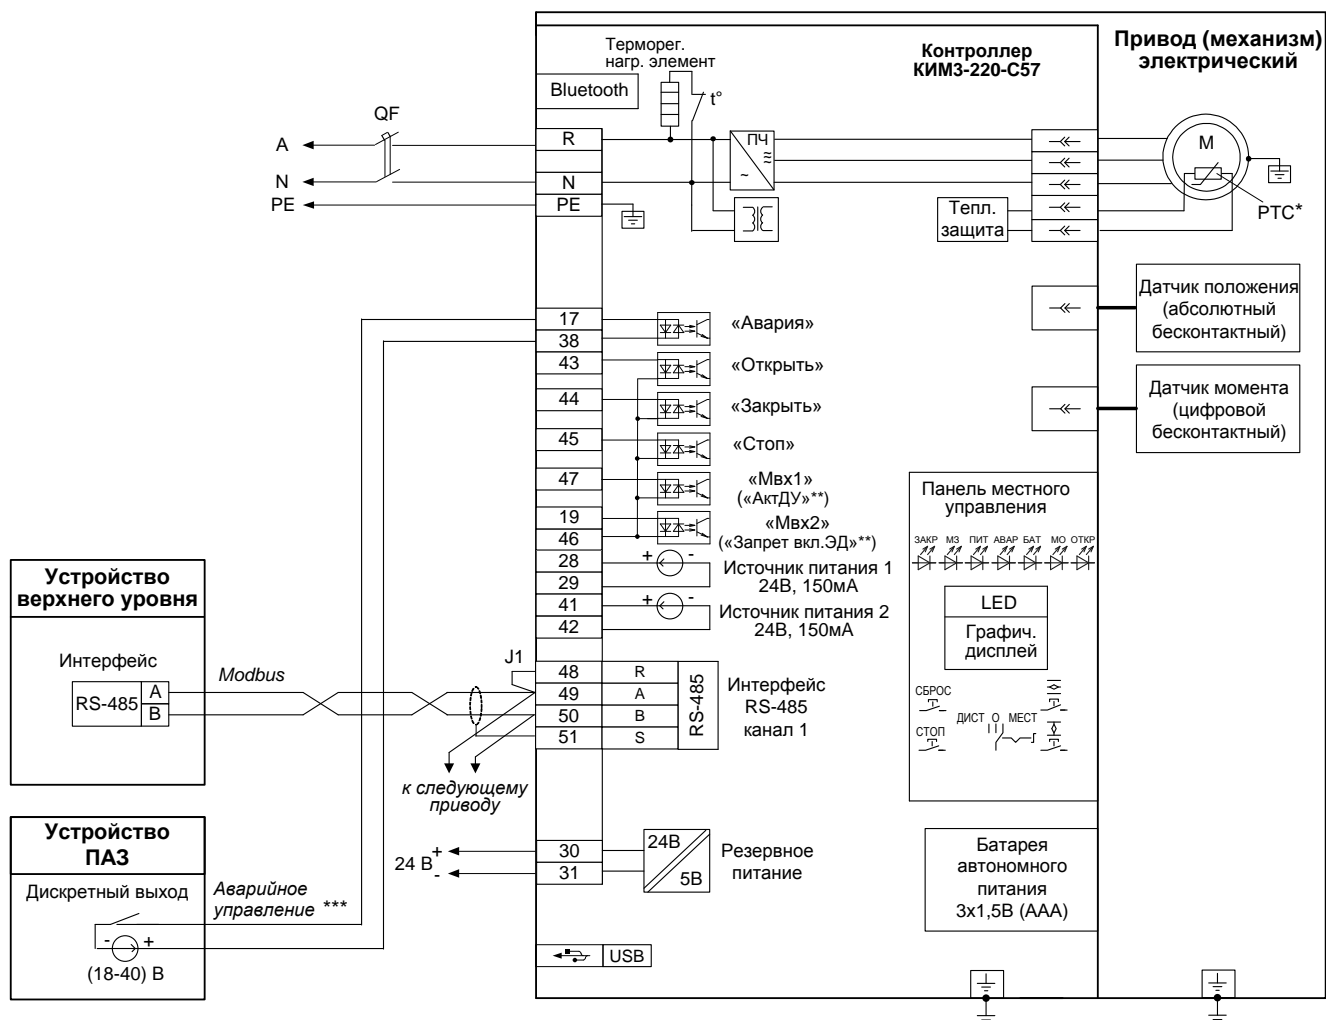 Терморег.
нагр. элемент
Контроллер
КИМ3-220-С57
Привод (механизм)
электрический
Bluetooth
t°
QF
A
R
ПЧ
≈
~
M
N
N
PE
PE
Тепл.
защита
PTC*
Датчик положения
(абсолютный
бесконтактный)
17
«Авария»
38
43
«Открыть»
44
«Закрыть»
Датчик момента
(цифровой
бесконтактный)
45
«Стоп»
47
«Мвх1»
(«АктДУ»**)
19
«Мвх2»
46
(«Запрет вкл.ЭД»**)
28
+ -
Источник питания 1
29
24В, 150мА
41
+ -
Источник питания 2
42
24В, 150мА
Панель местного
управления
ЗАКР МЗ ПИТ АВАР БАТ МО ОТКР
LED
Графич.
дисплей
СБРОС
ДИСТ О МЕСТ
СТОП
Устройство
верхнего уровня
Интерфейс
RS-485
A
B
Modbus
J1
48 R
49 A
50 B
51 S
RS-485
Интерфейс
RS-485
канал 1
к следующему
приводу
Устройство
ПАЗ
Дискретный выход
Аварийное
управление ***
- +
(18-40) В
24 В
+
-
30
31
24В
5В
Резервное
питание
Батарея
автономного
питания
3х1,5В (ААА)
USB